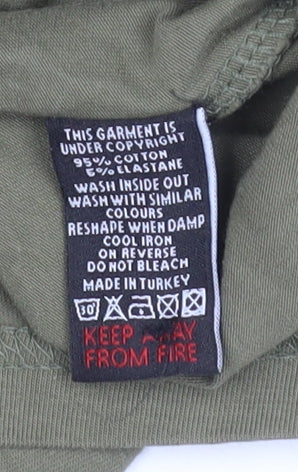 THIS GARMENT IS
UNDER COPYRIGHT
95% COTTON
5% ELASTANE
WASH INSIDE OUT
WASH WITH SIMILAR
COLOURS
RESHAPE WHEN DAMP
COOL IRON
ON REVERSE
DO NOT BLEACH
MADE IN TURKEY
30°
KEEP AWAY
FROM FIRE